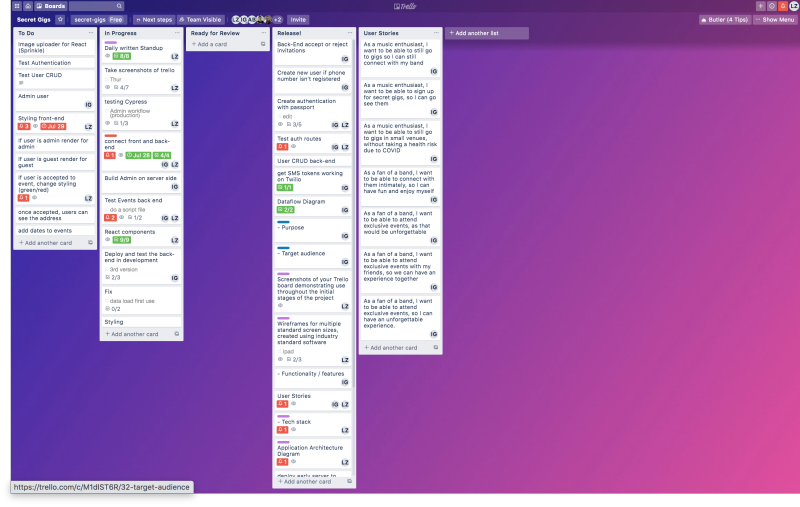 Boards
Trello
LZ
Secret Gigs
secret-gigs Free
Next steps
Team Visible
LZ IG AB +2
Invite
Butler (4 Tips)
Show Menu
To Do
Image uploader for React
(Sprinkle)
Test Authentication
Test User CRUD
Admin user
IG
Styling front-end
3 Jul 29
LZ
If user is admin render for
admin
If user is guest render for
guest
If user is accepted to
event, change styling
(green/red)
1
LZ
once accepted, users can
see the address
add dates to events
+ Add another card
In Progress
Daily written Standup
8/8
LZ
Take screenshots of trello
Thur
4/7
LZ
testing Cypress
Admin workflow
(production)
1/3
LZ
connect front and back-
end
1 Jul 28 4/4
IG LZ
Build Admin on server side
IG
Test Events back end
do a script file
2 1/2
IG LZ
React components
9/9
LZ
Deploy and test the back-
end in development
3rd version
2/3
IG
Fix
data load first use
0/2
Styling
+ Add another card
Ready for Review
+ Add a card
Release!
Back-End accept or reject
invitations
IG
Create new user if phone
number isn't registered
IG
Create authentication
with passport
edit
3/5
IG LZ
Test auth routes
1
IG LZ
User CRUD back-end
get SMS tokens working
on Twilio
1/1
IG
Dataflow Diagram
2/2
IG
- Purpose
IG
- Target audience
IG
Screenshots of your Trello
board demonstrating use
throughout the initial
stages of the project
LZ
Wireframes for multiple
standard screen sizes,
created using industry
standard software
Ipad
2/3
LZ
- Functionality / features
IG
User Stories
1
IG LZ
- Tech stack
1
LZ
Application Architecture
Diagram
1
LZ
deploy early server to
+ Add another card
User Stories
As a music enthusiast, I
want to be able to still go
to gigs so I can still
connect with my band
IG
As a music enthusiast, I
want to be able to sign up
for secret gigs, so I can go
see them
IG
As a music enthusiast, I
want to be able to still go
to gigs in small venues,
without taking a health risk
due to COVID
IG
As a fan of a band, I want
to be able to connect with
them intimately, so I can
have fun and enjoy myself
IG
As a fan of a band, I want
to be able to attend
exclusive events, as that
would be unforgettable
IG
As a fan of a band, I want
to be able to attend
exclusive events with my
friends, so we can have an
experience together
IG
As a fan of a band, I want
to be able to attend
exclusive events, so I can
have an unforgettable
experience.
IG
+ Add another card
+ Add another list
https://trello.com/c/M1dIST6R/32-target-audience